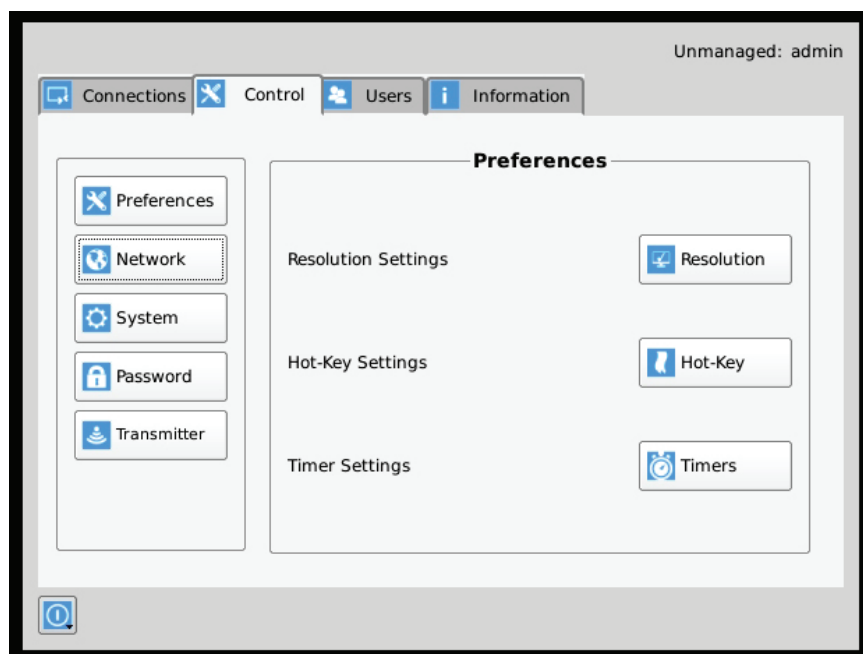 Unmanaged: admin
Connections
Control
Users
Information
Preferences
Network
System
Password
Transmitter
Preferences
Resolution Settings
Resolution
Hot-Key Settings
Hot-Key
Timer Settings
Timers